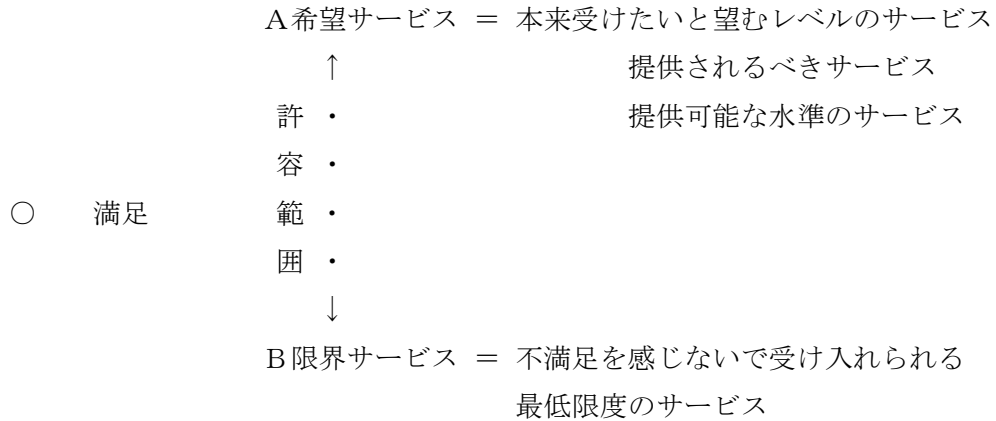 A希望サービス ＝ 本来受けたいと望むレベルのサービス
↑ 提供されるべきサービス
許 ・ 提供可能な水準のサービス
容 ・
○ 満足 範 ・
囲 ・
↓
B限界サービス ＝ 不満足を感じないで受け入れられる
最低限度のサービス